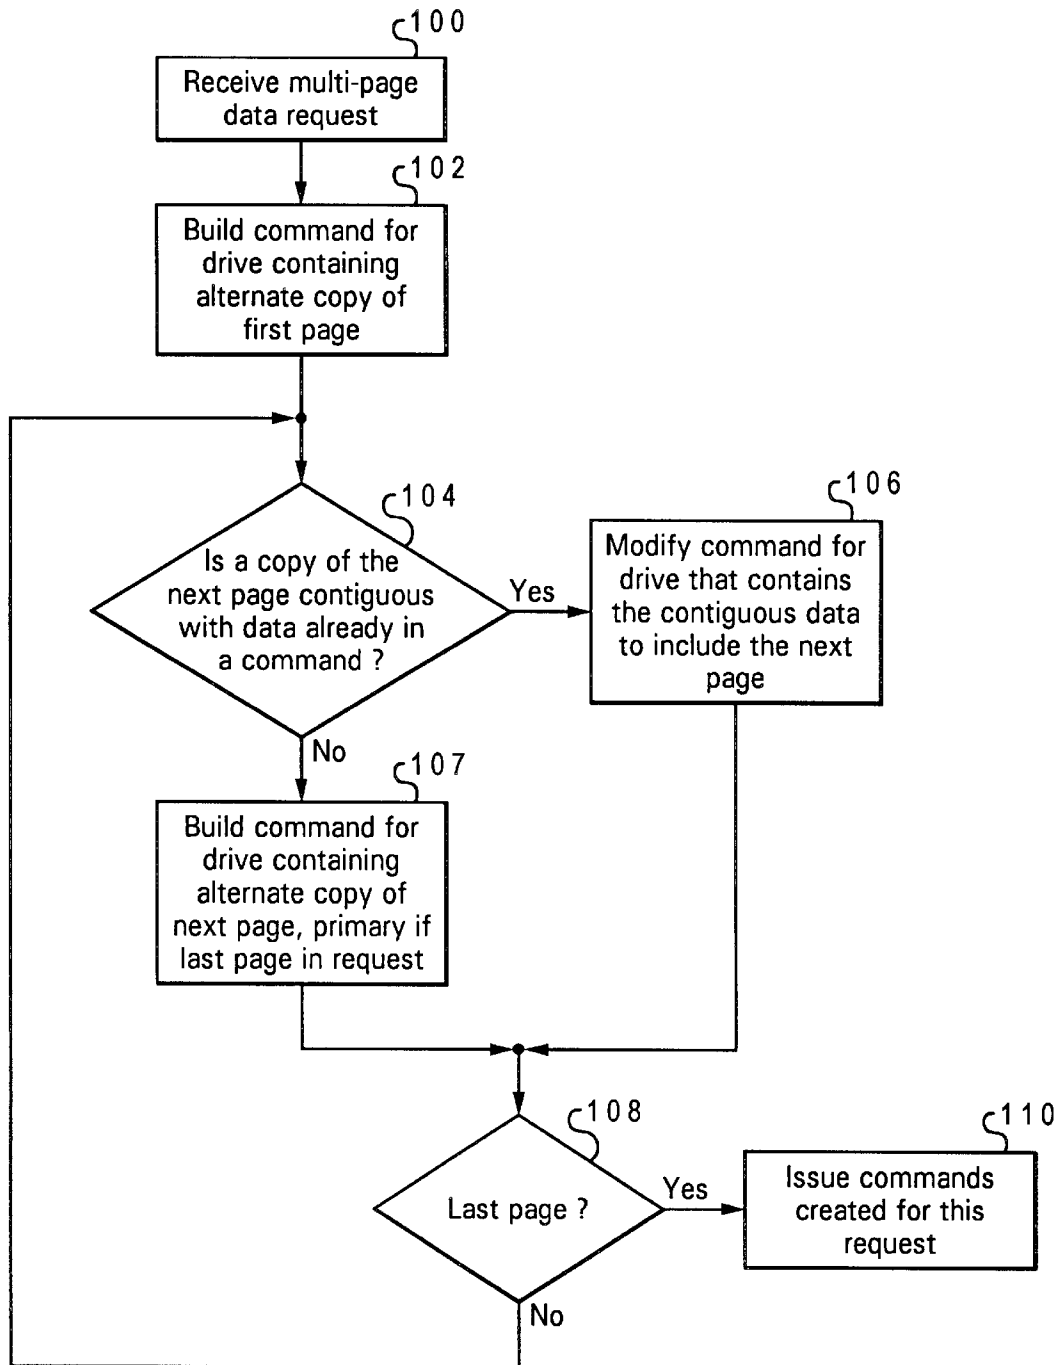 100
Receive multi-page
data request
102
Build command for
drive containing
alternate copy of
first page
104
Is a copy of the
next page contiguous
with data already in
a command ?
Yes
106
Modify command for
drive that contains
the contiguous data
to include the next
page
No
107
Build command for
drive containing
alternate copy of
next page, primary if
last page in request
108
Last page ?
Yes
110
Issue commands
created for this
request
No